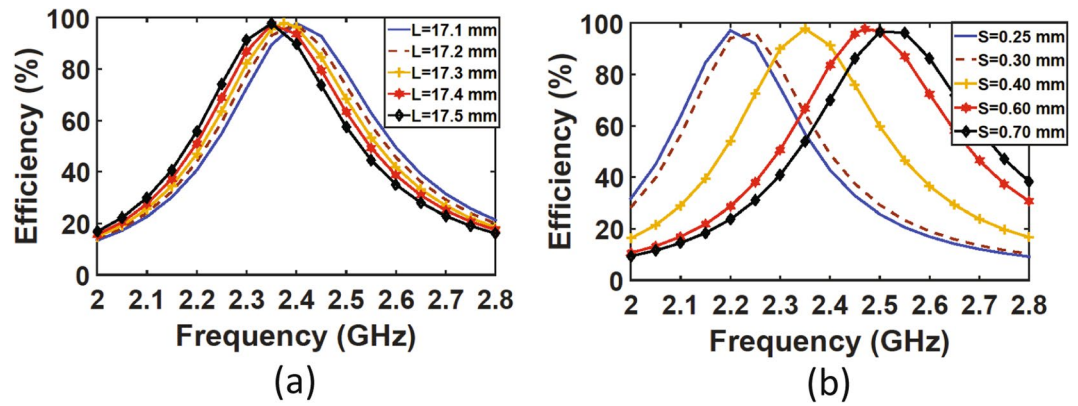 100
80
60
40
20
0
Efficiency (%)
2 2.1 2.2 2.3 2.4 2.5 2.6 2.7 2.8
Frequency (GHz)
L=17.1 mm
L=17.2 mm
L=17.3 mm
L=17.4 mm
L=17.5 mm
(a)
100
80
60
40
20
0
Efficiency (%)
2 2.1 2.2 2.3 2.4 2.5 2.6 2.7 2.8
Frequency (GHz)
S=0.25 mm
S=0.30 mm
S=0.40 mm
S=0.60 mm
S=0.70 mm
(b)